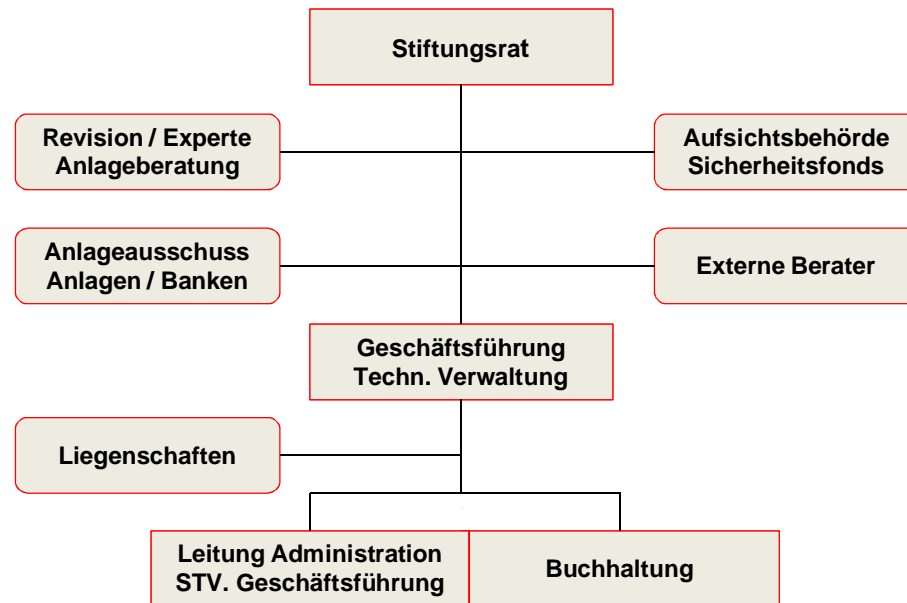 Stiftungsrat
Revision / Experte
Anlageberatung
Aufsichtsbehörde
Sicherheitsfonds
Anlageausschuss
Anlagen / Banken
Externe Berater
Geschäftsführung
Techn. Verwaltung
Liegenschaften
Leitung Administration
STV. Geschäftsführung
Buchhaltung